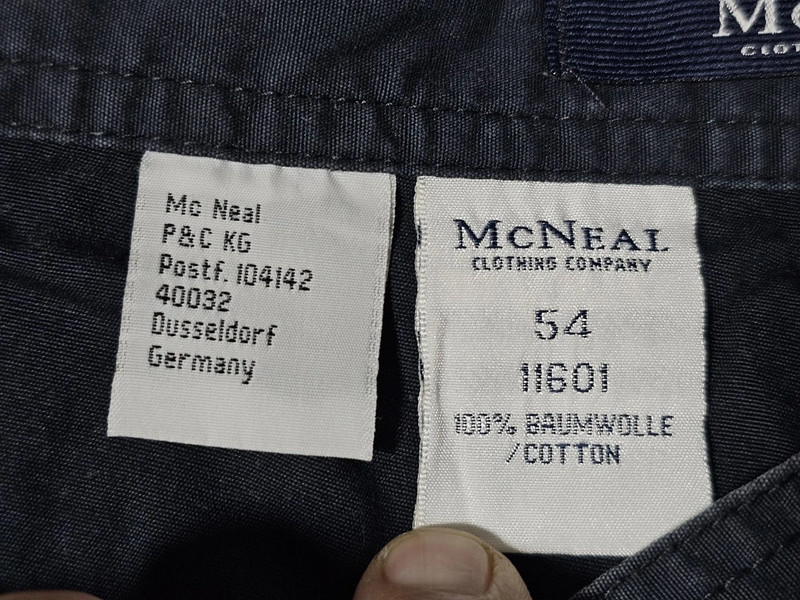 Mc Neal
P&C KG
Postf. 104142
40032
Dusseldorf
Germany
McNEAL
CLOTHING COMPANY
54
11601
100% BAUMWOLLE
/COTTON